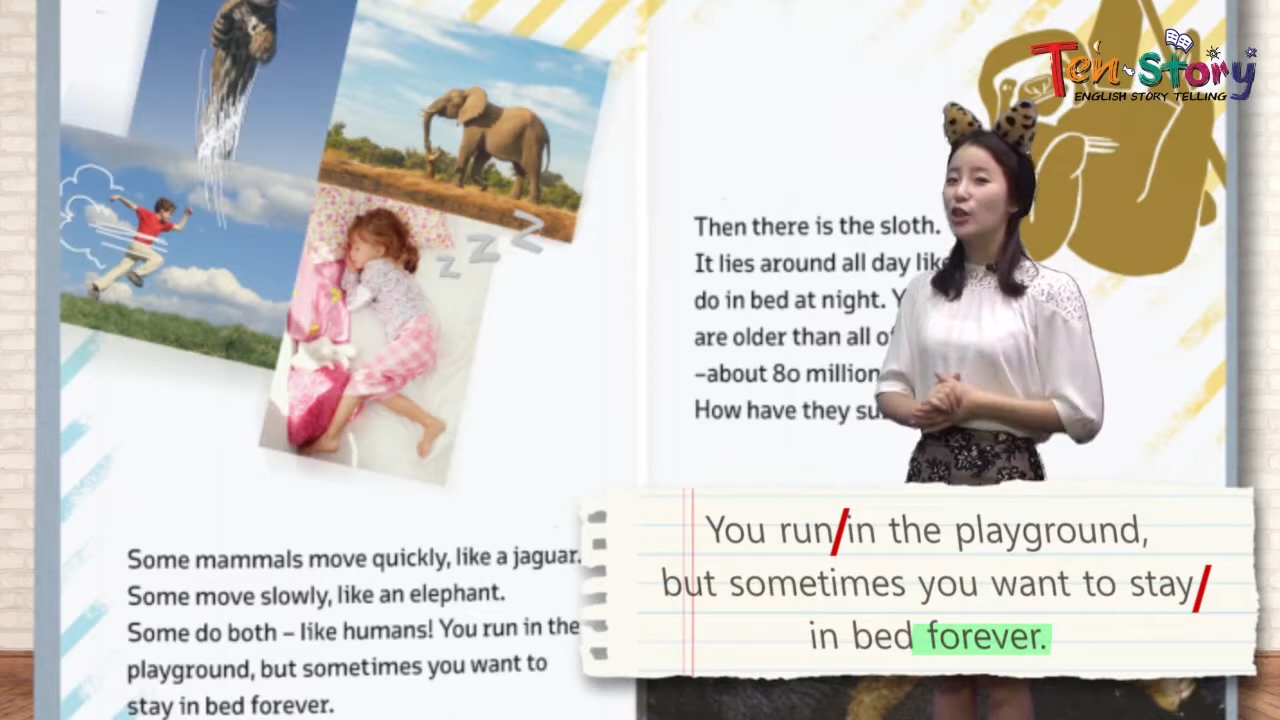 Ten Story
ENGLISH STORY TELLING
z z z
Then there is the sloth.
It lies around all day like
do in bed at night.
are older than all
–about 80 million
How have they
Some mammals move quickly, like a jaguar.
Some move slowly, like an elephant.
Some do both – like humans! You run in the
playground, but sometimes you want to
stay in bed forever.
You run/in the playground,
but sometimes you want to stay/
in bed forever.